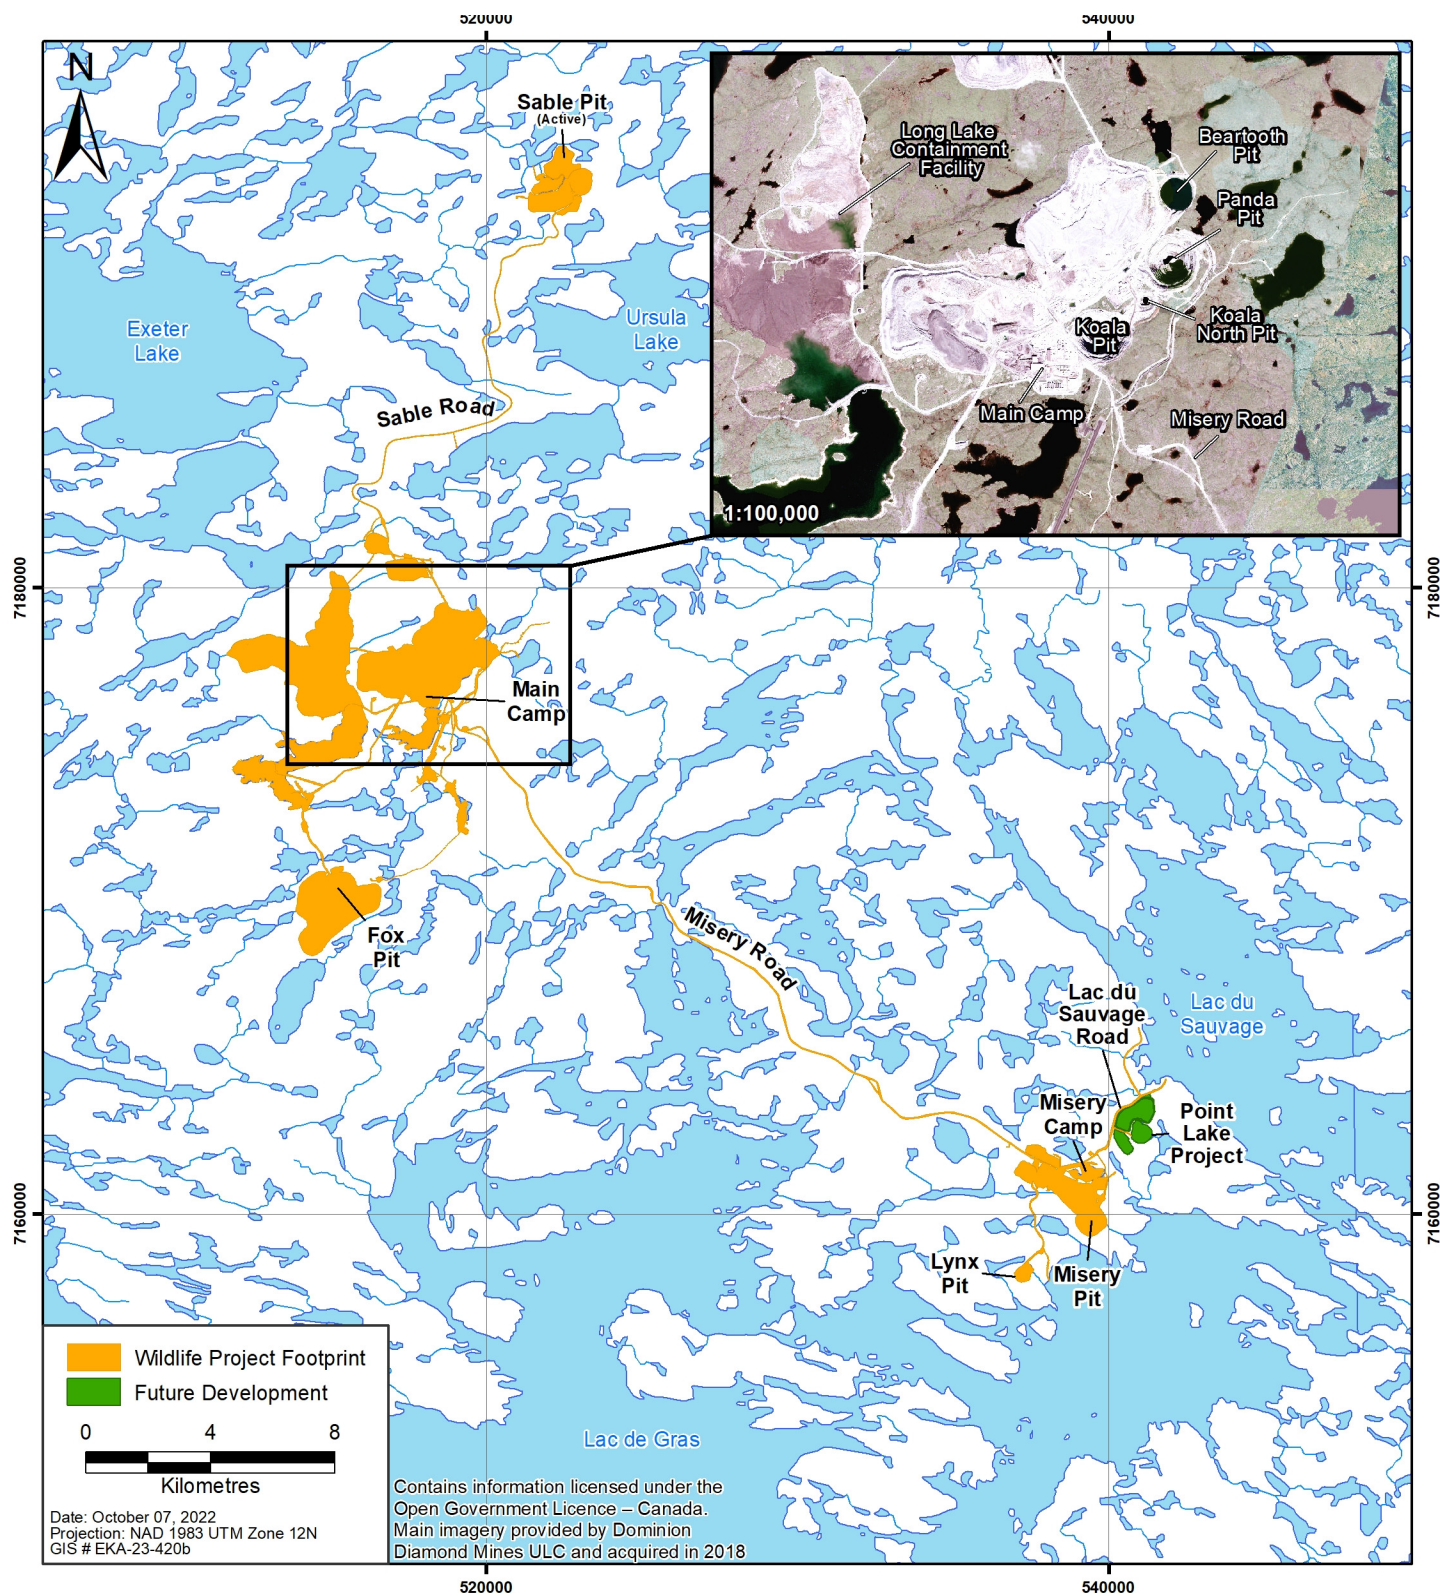 520000
540000
N
Sable Pit
(Active)
Long Lake
Containment
Facility
Beartooth
Pit
Panda
Pit
Koala
North Pit
Koala
Pit
Main Camp
Misery Road
1:100,000
Exeter
Lake
Ursula
Lake
Sable Road
7180000
7180000
Main
Camp
Fox
Pit
Misery Road
Lac du
Sauvage
Road
Lac du
Sauvage
Misery
Camp
Point
Lake
Project
7160000
7160000
Lynx
Pit
Misery
Pit
Wildlife Project Footprint
Future Development
0 4 8
Kilometres
Date: October 07, 2022
Projection: NAD 1983 UTM Zone 12N
GIS # EKA-23-420b
Lac de Gras
Contains information licensed under the
Open Government Licence – Canada.
Main imagery provided by Dominion
Diamond Mines ULC and acquired in 2018
520000
540000